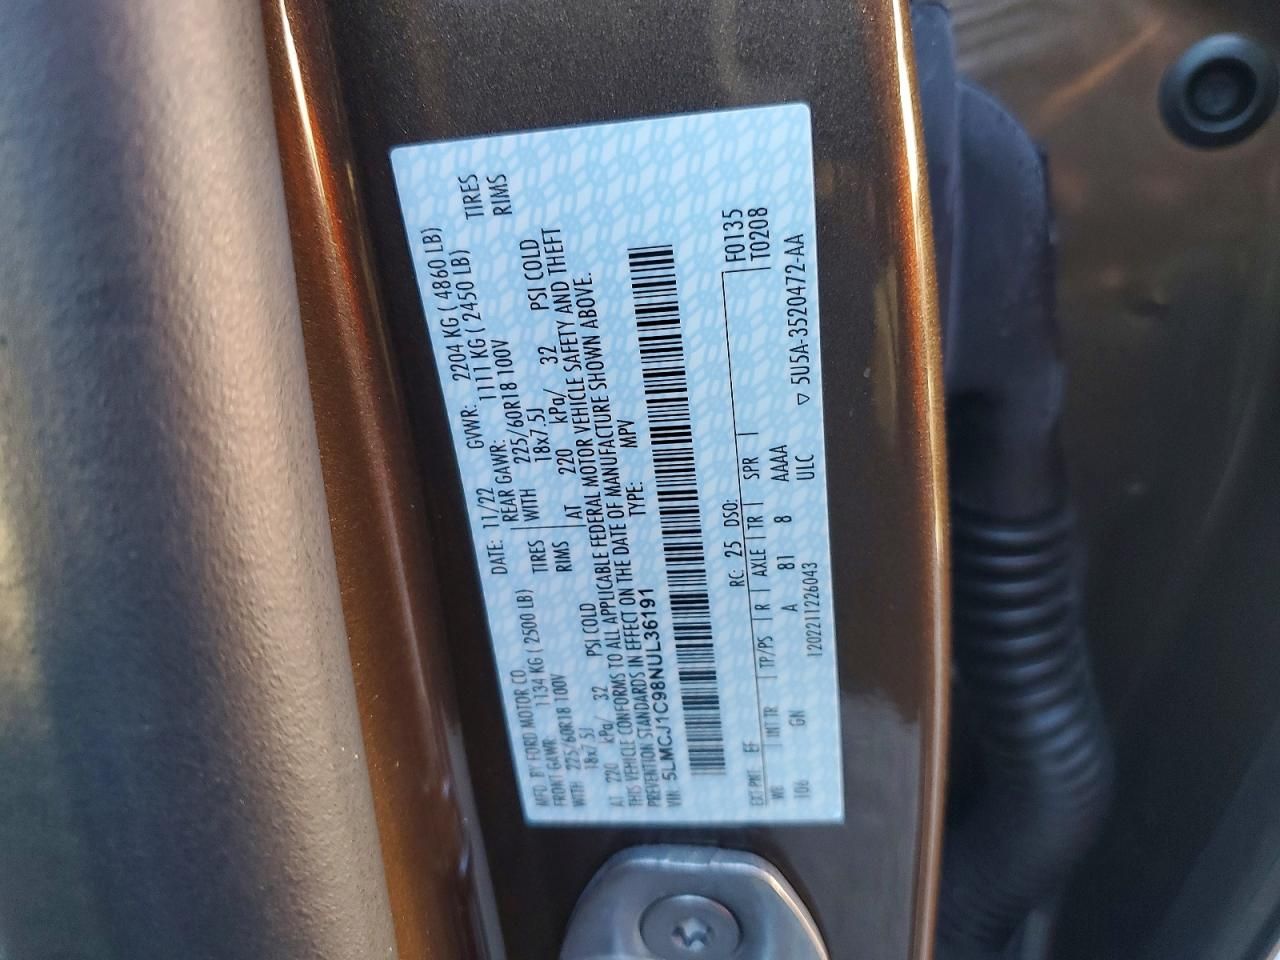 MFD. BY FORD MOTOR CO. DATE: 11/22 GVWR: 2204 KG ( 4860 LB)
FRONT GAWR: 1134 KG ( 2500 LB) REAR GAWR: 1111 KG ( 2450 LB)
WITH 225/60R18 100V TIRES WITH 225/60R18 100V TIRES
18x7.5J RIMS 18x7.5J RIMS
AT 220 kPa/ 32 PSI COLD AT 220 kPa/ 32 PSI COLD
THIS VEHICLE CONFORMS TO ALL APPLICABLE FEDERAL MOTOR VEHICLE SAFETY AND THEFT
PREVENTION STANDARDS IN EFFECT ON THE DATE OF MANUFACTURE SHOWN ABOVE.
VIN: 5LMCJ1C98NUL36191 TYPE: MPV
F0135
T0208
EXT PNT: EF RC: 25 DSO:
WB INT TR TP/PS R AXLE TR SPR
106 GN A 81 8 AAAA
1202211226043 ULC ▽ 5U5A-3520472-AA